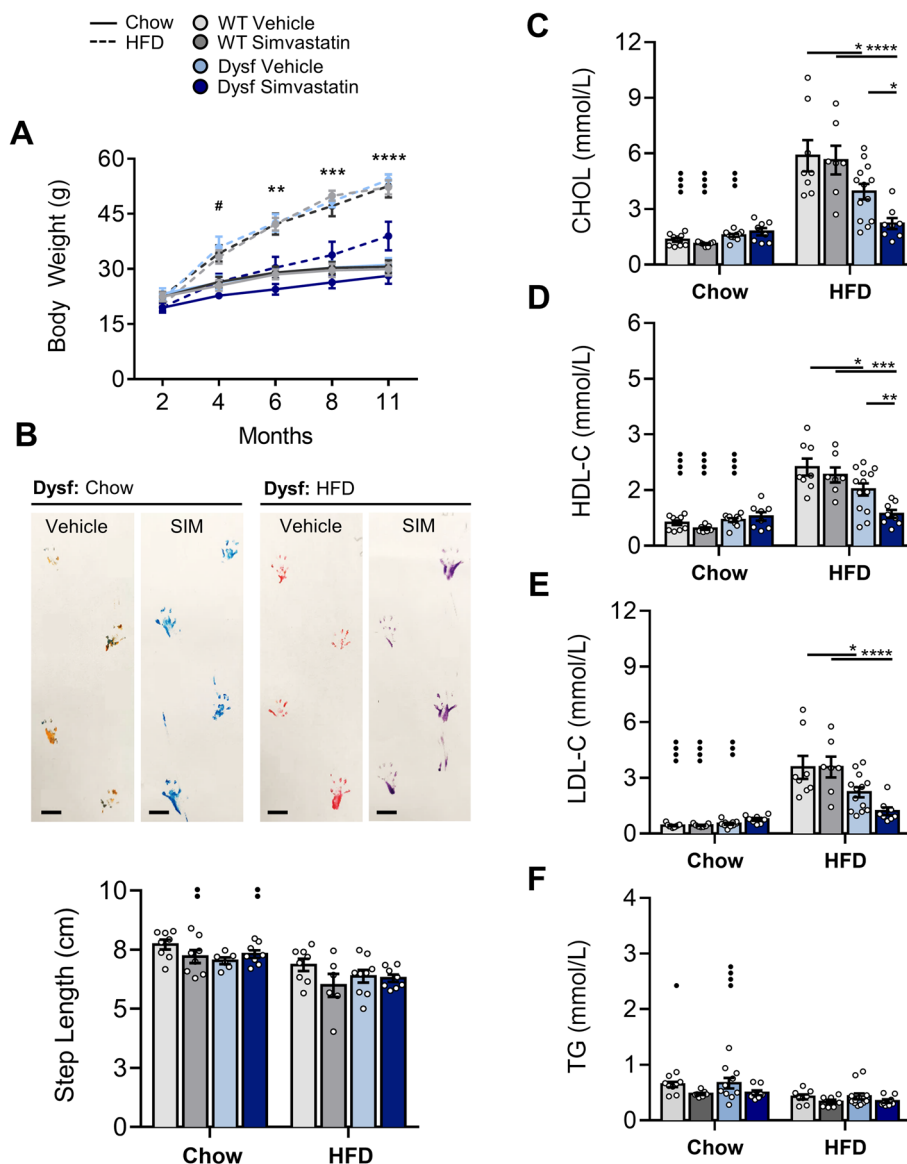 Chow
HFD
WT Vehicle
WT Simvastatin
Dysf Vehicle
Dysf Simvastatin
A
Body Weight (g)
60
45
30
15
0
#
**
***
****
2 4 6 8 11
Months
B
Dysf: Chow
Dysf: HFD
Vehicle SIM Vehicle SIM
Step Length (cm)
10
8
5
3
0
Chow HFD
C
CHOL (mmol/L)
12
9
6
3
0
* ****
*
Chow HFD
D
HDL-C (mmol/L)
6
5
3
2
0
* ***
**
Chow HFD
E
LDL-C (mmol/L)
12
9
6
3
0
* ****
Chow HFD
F
TG (mmol/L)
4
3
2
1
0
Chow HFD